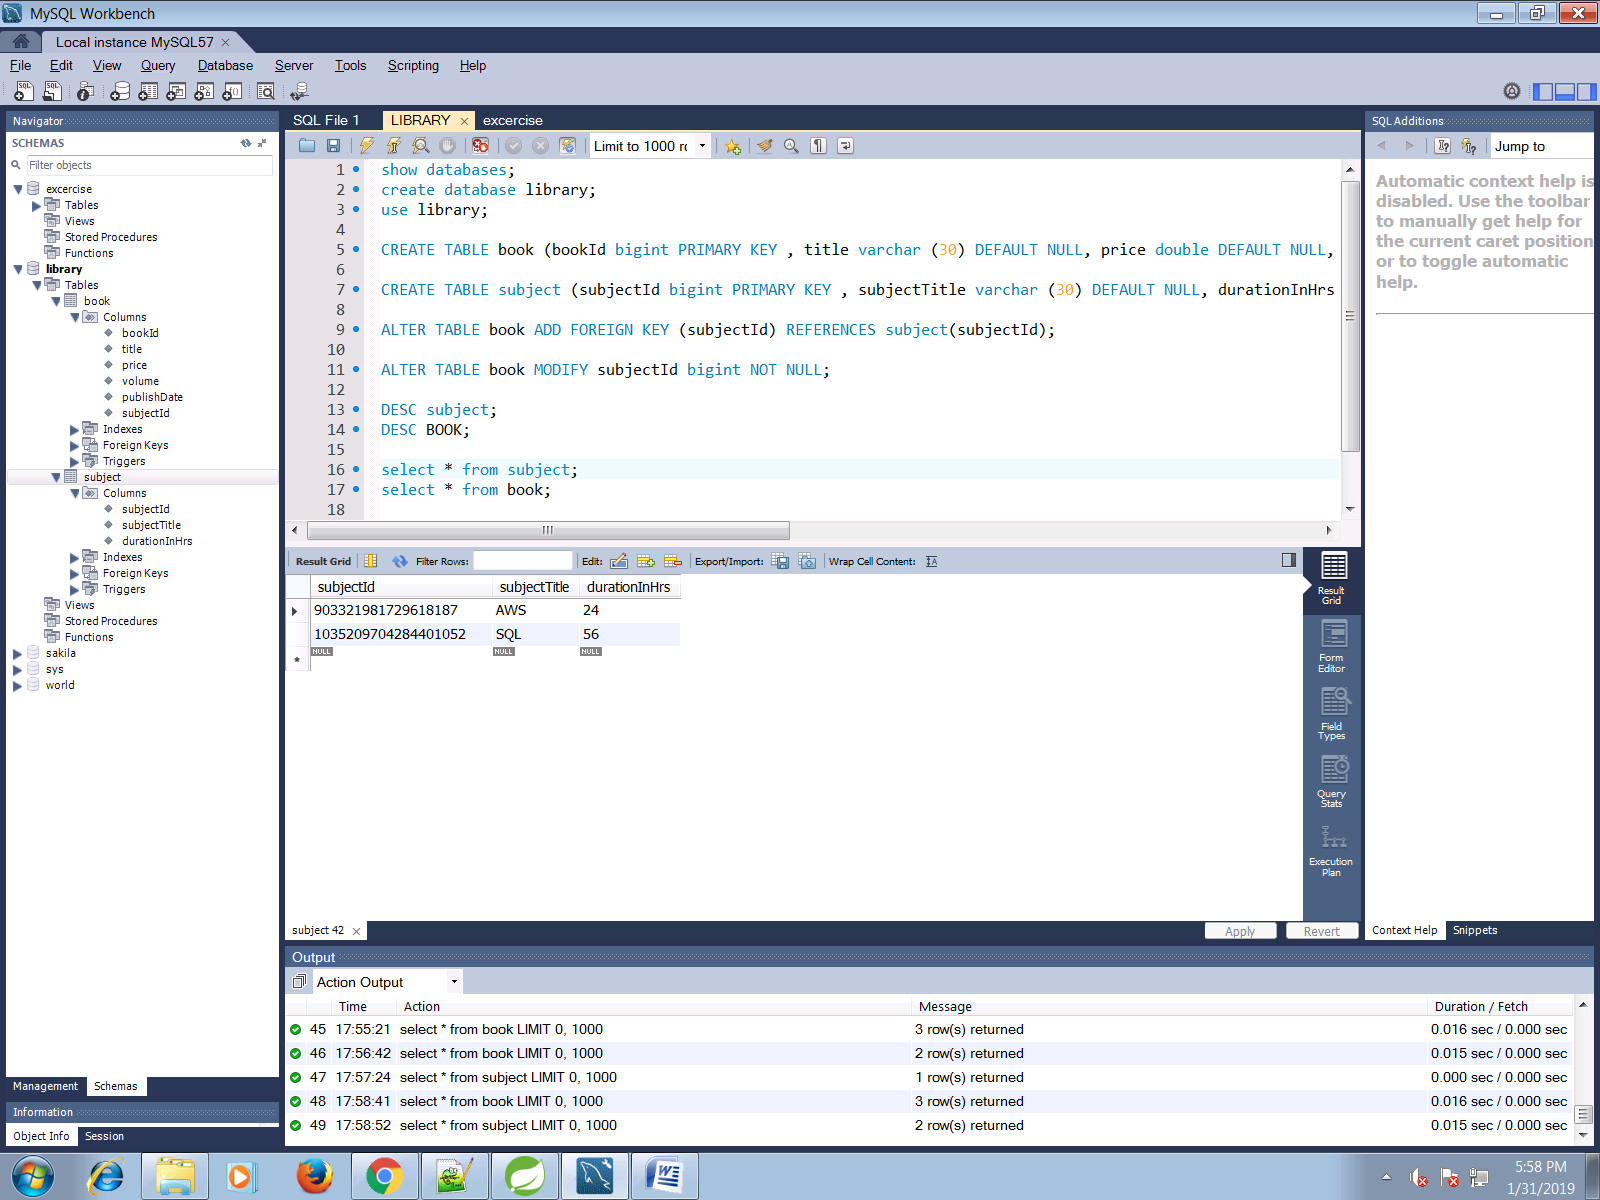 MySQL Workbench
Local instance MySQL57
File Edit View Query Database Server Tools Scripting Help
Navigator
SCHEMAS
Filter objects
excercise
Tables
Views
Stored Procedures
Functions
library
Tables
book
Columns
bookId
title
price
volume
publishDate
subjectId
Indexes
Foreign Keys
Triggers
subject
Columns
subjectId
subjectTitle
durationInHrs
Indexes
Foreign Keys
Triggers
Views
Stored Procedures
Functions
sakila
sys
world
Management Schemas
Information
Object Info Session
SQL File 1 LIBRARY excercise
Limit to 1000 rc
1 show databases;
2 create database library;
3 use library;
4
5 CREATE TABLE book (bookId bigint PRIMARY KEY , title varchar (30) DEFAULT NULL, price double DEFAULT NULL,
6
7 CREATE TABLE subject (subjectId bigint PRIMARY KEY , subjectTitle varchar (30) DEFAULT NULL, durationInHrs
8
9 ALTER TABLE book ADD FOREIGN KEY (subjectId) REFERENCES subject(subjectId);
10
11 ALTER TABLE book MODIFY subjectId bigint NOT NULL;
12
13 DESC subject;
14 DESC BOOK;
15
16 select * from subject;
17 select * from book;
18
Result Grid Filter Rows: Edit: Export/Import: Wrap Cell Content:
subjectId subjectTitle durationInHrs
903321981729618187 AWS 24
1035209704284401052 SQL 56
NULL NULL NULL
Result Grid
Form Editor
Field Types
Query Stats
Execution Plan
subject 42
Apply Revert
SQL Additions
Jump to
Automatic context help is
disabled. Use the toolbar
to manually get help for
the current caret position
or to toggle automatic
help.
Context Help Snippets
Output
Action Output
Time Action Message Duration / Fetch
45 17:55:21 select * from book LIMIT 0, 1000 3 row(s) returned 0.016 sec / 0.000 sec
46 17:56:42 select * from book LIMIT 0, 1000 2 row(s) returned 0.015 sec / 0.000 sec
47 17:57:24 select * from subject LIMIT 0, 1000 1 row(s) returned 0.000 sec / 0.000 sec
48 17:58:41 select * from book LIMIT 0, 1000 3 row(s) returned 0.016 sec / 0.000 sec
49 17:58:52 select * from subject LIMIT 0, 1000 2 row(s) returned 0.015 sec / 0.000 sec
5:58 PM
1/31/2019